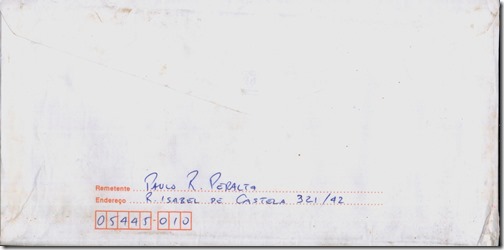 Remetente PAULO R. PERALTA
Endereço R. ISABEL DE CASTELA 321/42
05445-010